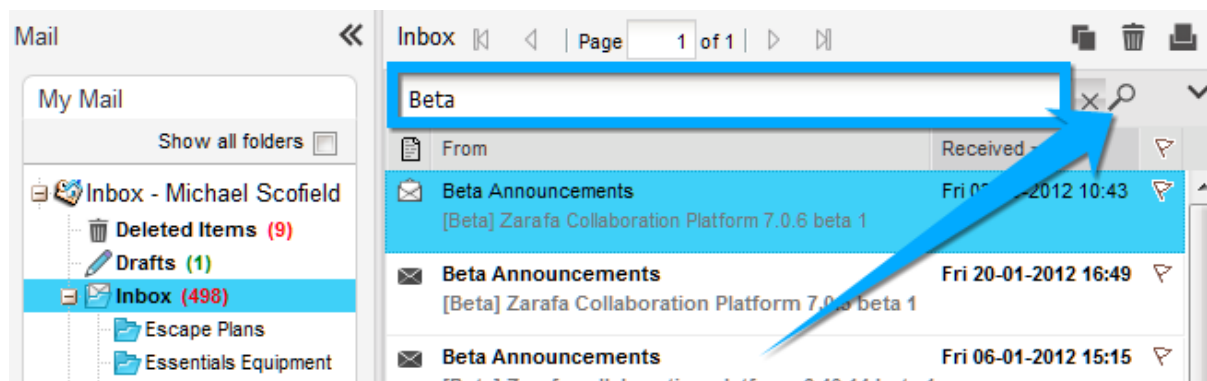 Mail
My Mail
Show all folders
Inbox - Michael Scofield
Deleted Items (9)
Drafts (1)
Inbox (498)
Escape Plans
Essentials Equipment
Inbox Page 1 of 1
Beta
From Received
Beta Announcements Fri 2012 10:43
[Beta] Zarafa Collaboration Platform 7.0.6 beta 1
Beta Announcements Fri 20-01-2012 16:49
[Beta] Zarafa Collaboration Platform beta 1
Beta Announcements Fri 06-01-2012 15:15